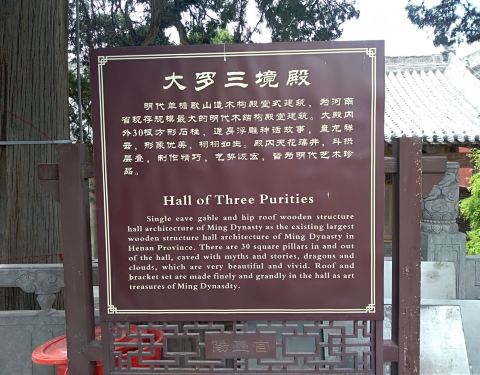 大罗三境殿
明代单檐歇山造木构殿堂式建筑，为河南
省现存规模最大的明代木结构殿堂建筑。大殿内
外30根方形石柱，遍身浮雕神话故事，盘龙祥
云，形象优美，栩栩如生。殿内天花藻井，斗拱
层叠，制作精巧，气势恢宏，皆为明代艺术珍
品。
Hall of Three Purities
Single eave gable and hip roof wooden structure
hall architecture of Ming Dynasty as the existing largest
wooden structure hall architecture of Ming Dynasty in
Henan Province. There are 30 square pillars in and out
of the hall, caved with myths and stories, dragons and
clouds, which are very beautiful and vivid. Roof and
bracket set are made finely and grandly in the hall as art
treasures of Ming Dynasdty.
陽臺宫